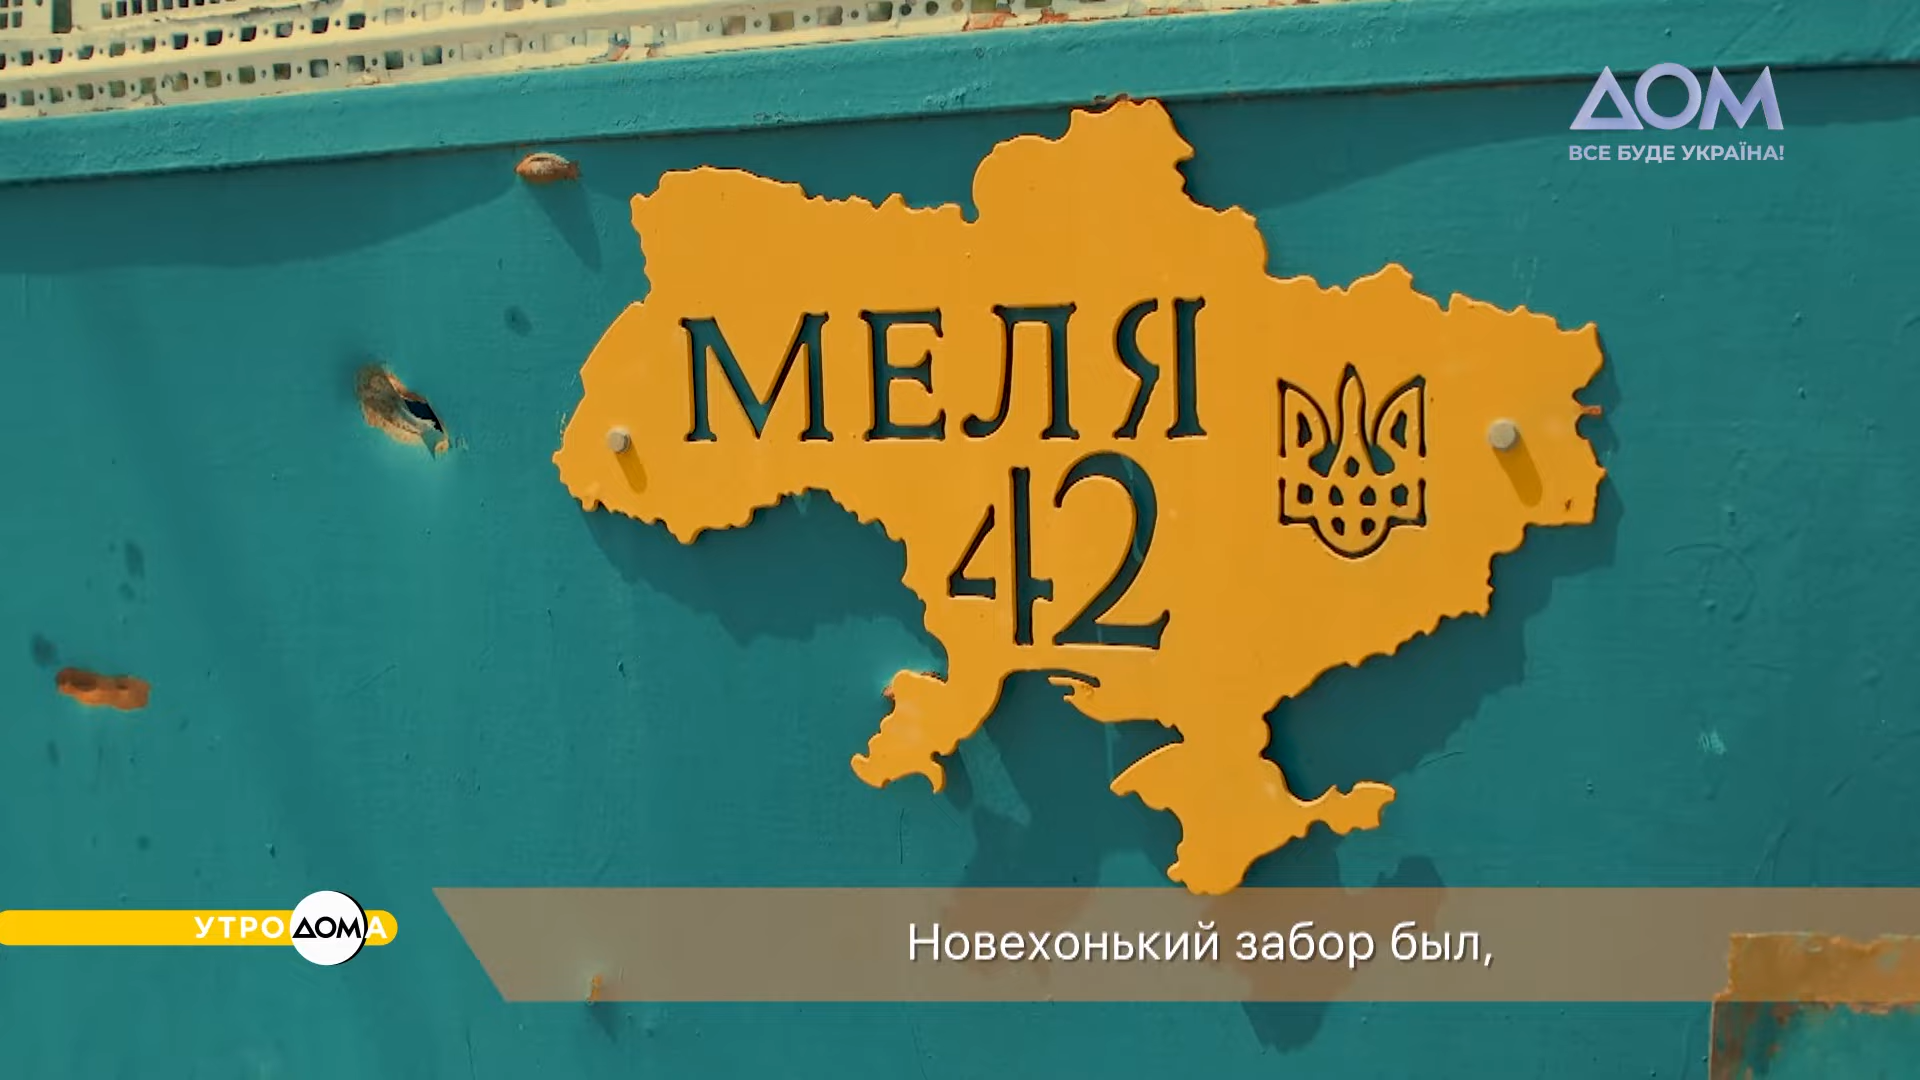 ДОМ
ВСЕ БУДЕ УКРАЇНА!
МЕЛЯ
42
УТРО ДОМА
Новехонький забор был,